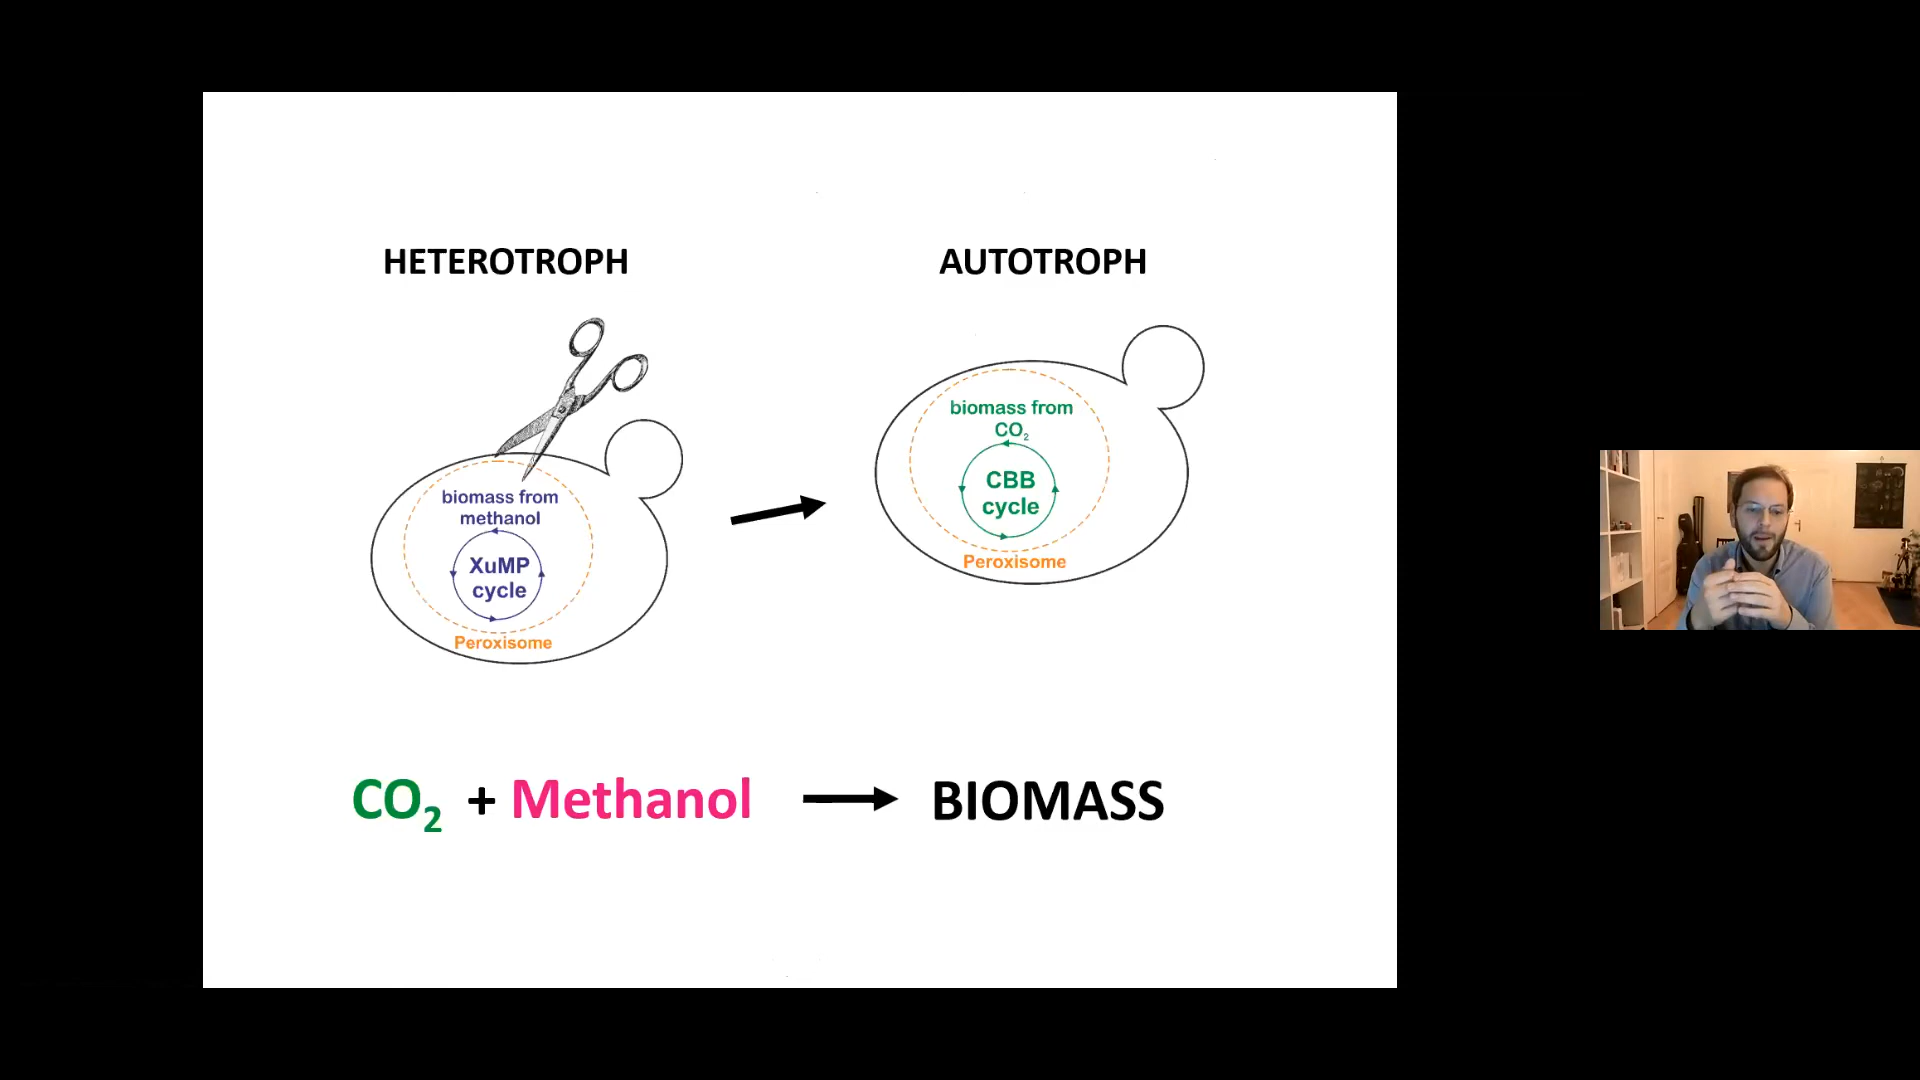 HETEROTROPH
biomass from
methanol
XuMP
cycle
Peroxisome
AUTOTROPH
biomass from
CO₂
CBB
cycle
Peroxisome
CO₂ + Methanol → BIOMASS